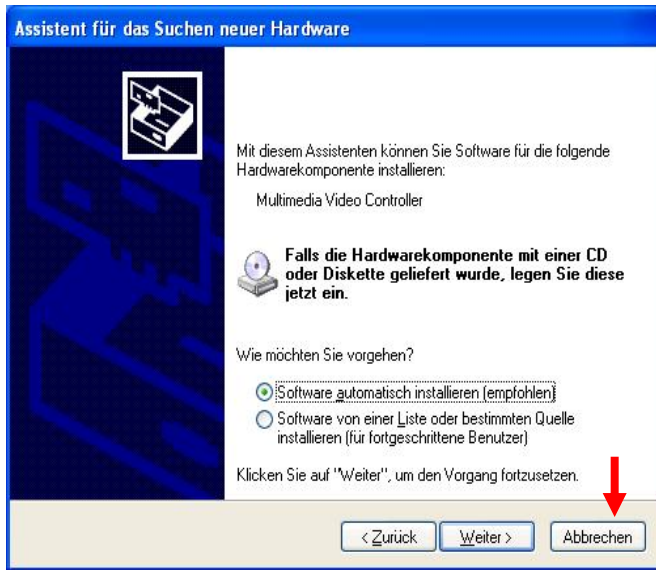 Assistent für das Suchen neuer Hardware
Mit diesem Assistenten können Sie Software für die folgende
Hardwarekomponente installieren:
Multimedia Video Controller
Falls die Hardwarekomponente mit einer CD
oder Diskette geliefert wurde, legen Sie diese
jetzt ein.
Wie möchten Sie vorgehen?
Software automatisch installieren (empfohlen)
Software von einer Liste oder bestimmten Quelle
installieren (für fortgeschrittene Benutzer)
Klicken Sie auf "Weiter", um den Vorgang fortzusetzen.
< Zurück Weiter > Abbrechen